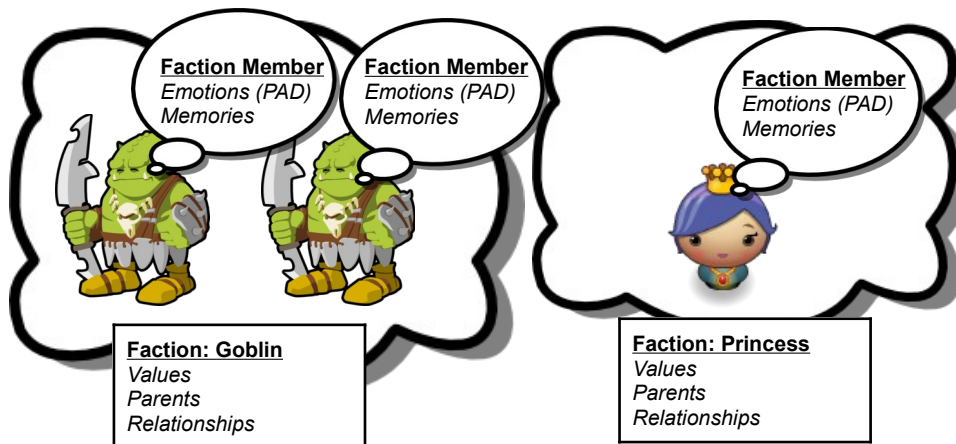 Faction Member
Emotions (PAD)
Memories
Faction Member
Emotions (PAD)
Memories
Faction Member
Emotions (PAD)
Memories
Faction: Goblin
Values
Parents
Relationships
Faction: Princess
Values
Parents
Relationships